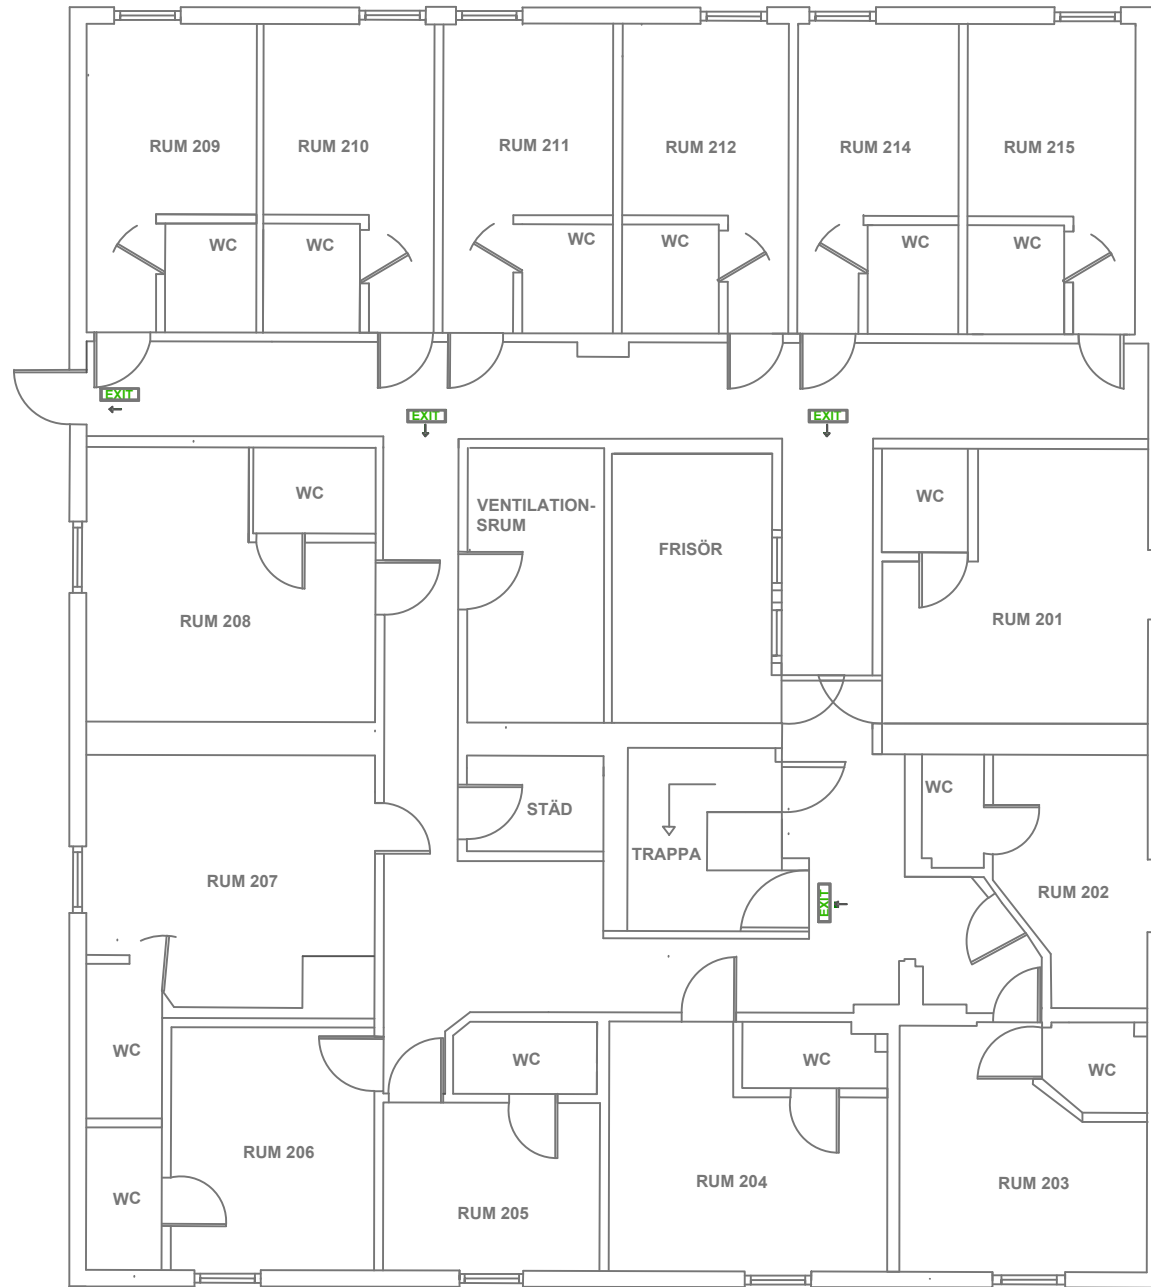 RUM 209
RUM 210
RUM 211
RUM 212
RUM 214
RUM 215
WC
WC
WC
WC
WC
WC
EXIT
EXIT
EXIT
WC
VENTILATION-
SRUM
FRISÖR
WC
RUM 208
RUM 201
WC
STÄD
TRAPPA
RUM 207
RUM 202
EXIT
WC
WC
WC
WC
RUM 206
RUM 204
RUM 203
WC
RUM 205